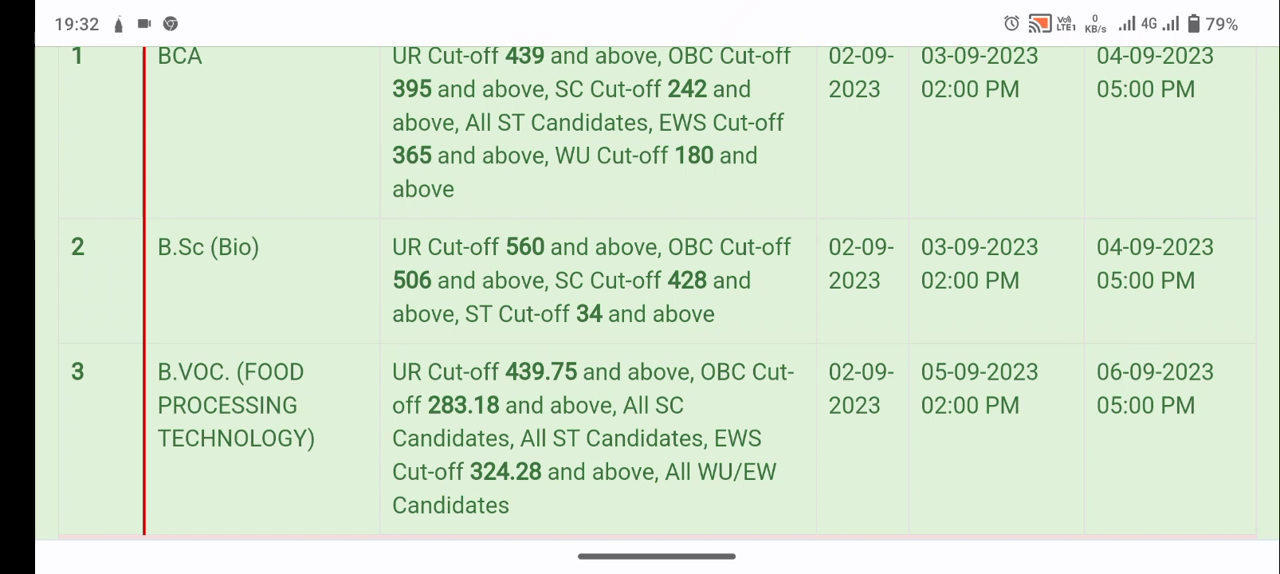 19:32
Vo) LTE1 0 KB/s 4G 79%
1 BCA UR Cut-off 439 and above, OBC Cut-off 02-09- 03-09-2023 04-09-2023
395 and above, SC Cut-off 242 and 2023 02:00 PM 05:00 PM
above, All ST Candidates, EWS Cut-off
365 and above, WU Cut-off 180 and
above
2 B.Sc (Bio) UR Cut-off 560 and above, OBC Cut-off 02-09- 03-09-2023 04-09-2023
506 and above, SC Cut-off 428 and 2023 02:00 PM 05:00 PM
above, ST Cut-off 34 and above
3 B.VOC. (FOOD UR Cut-off 439.75 and above, OBC Cut- 02-09- 05-09-2023 06-09-2023
PROCESSING off 283.18 and above, All SC 2023 02:00 PM 05:00 PM
TECHNOLOGY) Candidates, All ST Candidates, EWS
Cut-off 324.28 and above, All WU/EW
Candidates